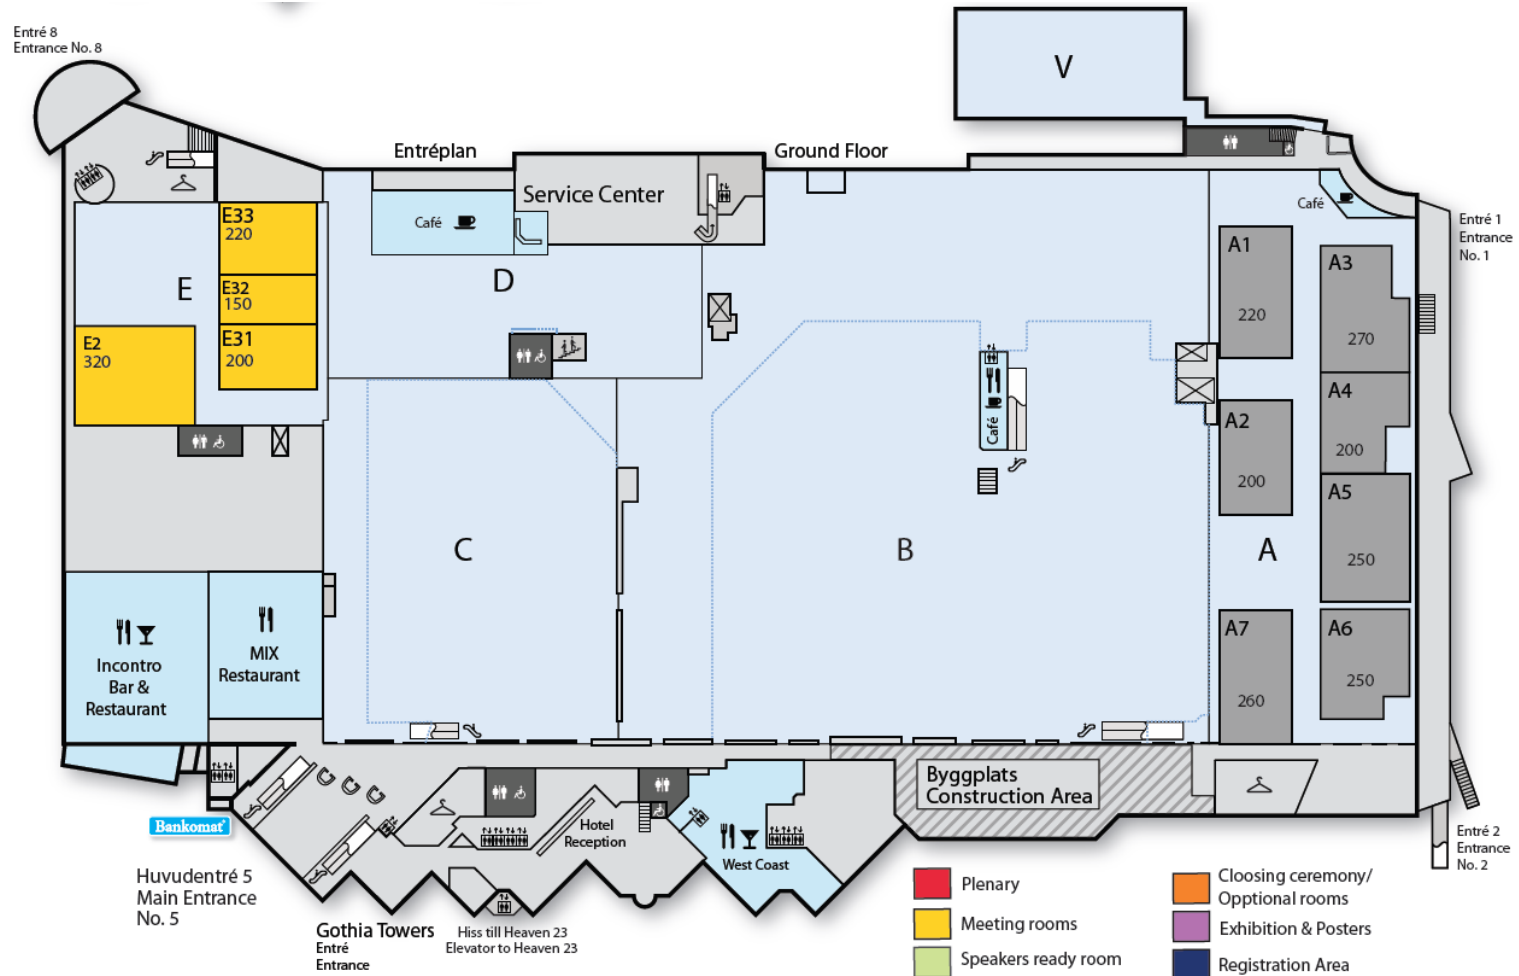 Entré 8
Entrance No. 8
V
Entréplan
Ground Floor
Service Center
Café
Café
Entré 1
Entrance
No. 1
E33
220
E32
150
E31
200
E
E2
320
D
A1
220
A3
270
A4
200
A2
200
A5
250
A
A7
260
A6
250
Café
C
B
Incontro
Bar &
Restaurant
MIX
Restaurant
Bankomat
Huvudentré 5
Main Entrance
No. 5
Gothia Towers
Entré
Entrance
Hiss till Heaven 23
Elevator to Heaven 23
Hotel
Reception
West Coast
Byggplats
Construction Area
Entré 2
Entrance
No. 2
Plenary
Meeting rooms
Speakers ready room
Cloosing ceremony/
Opptional rooms
Exhibition & Posters
Registration Area